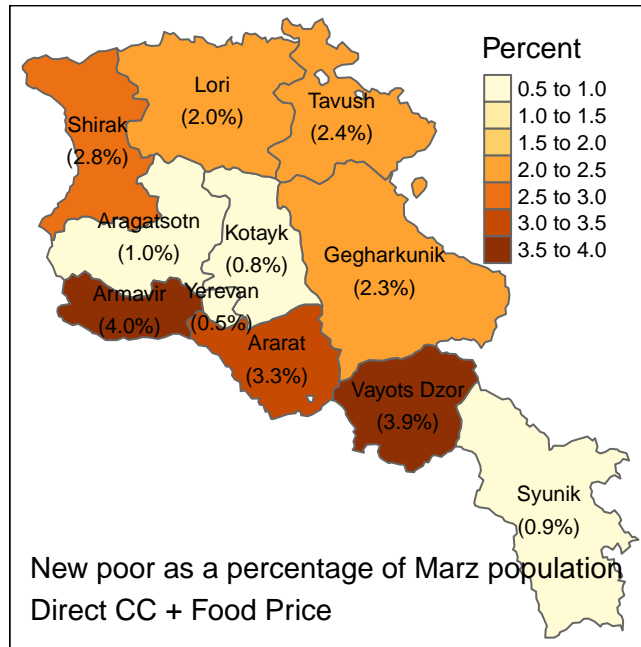 Percent
0.5 to 1.0
1.0 to 1.5
1.5 to 2.0
2.0 to 2.5
2.5 to 3.0
3.0 to 3.5
3.5 to 4.0
Lori
(2.0%)
Tavush
(2.4%)
Shirak
(2.8%)
Aragatsotn
(1.0%)
Kotayk
(0.8%)
Gegharkunik
(2.3%)
Armavir
(4.0%)
Yerevan
(0.5%)
Ararat
(3.3%)
Vayots Dzor
(3.9%)
Syunik
(0.9%)
New poor as a percentage of Marz population
Direct CC + Food Price